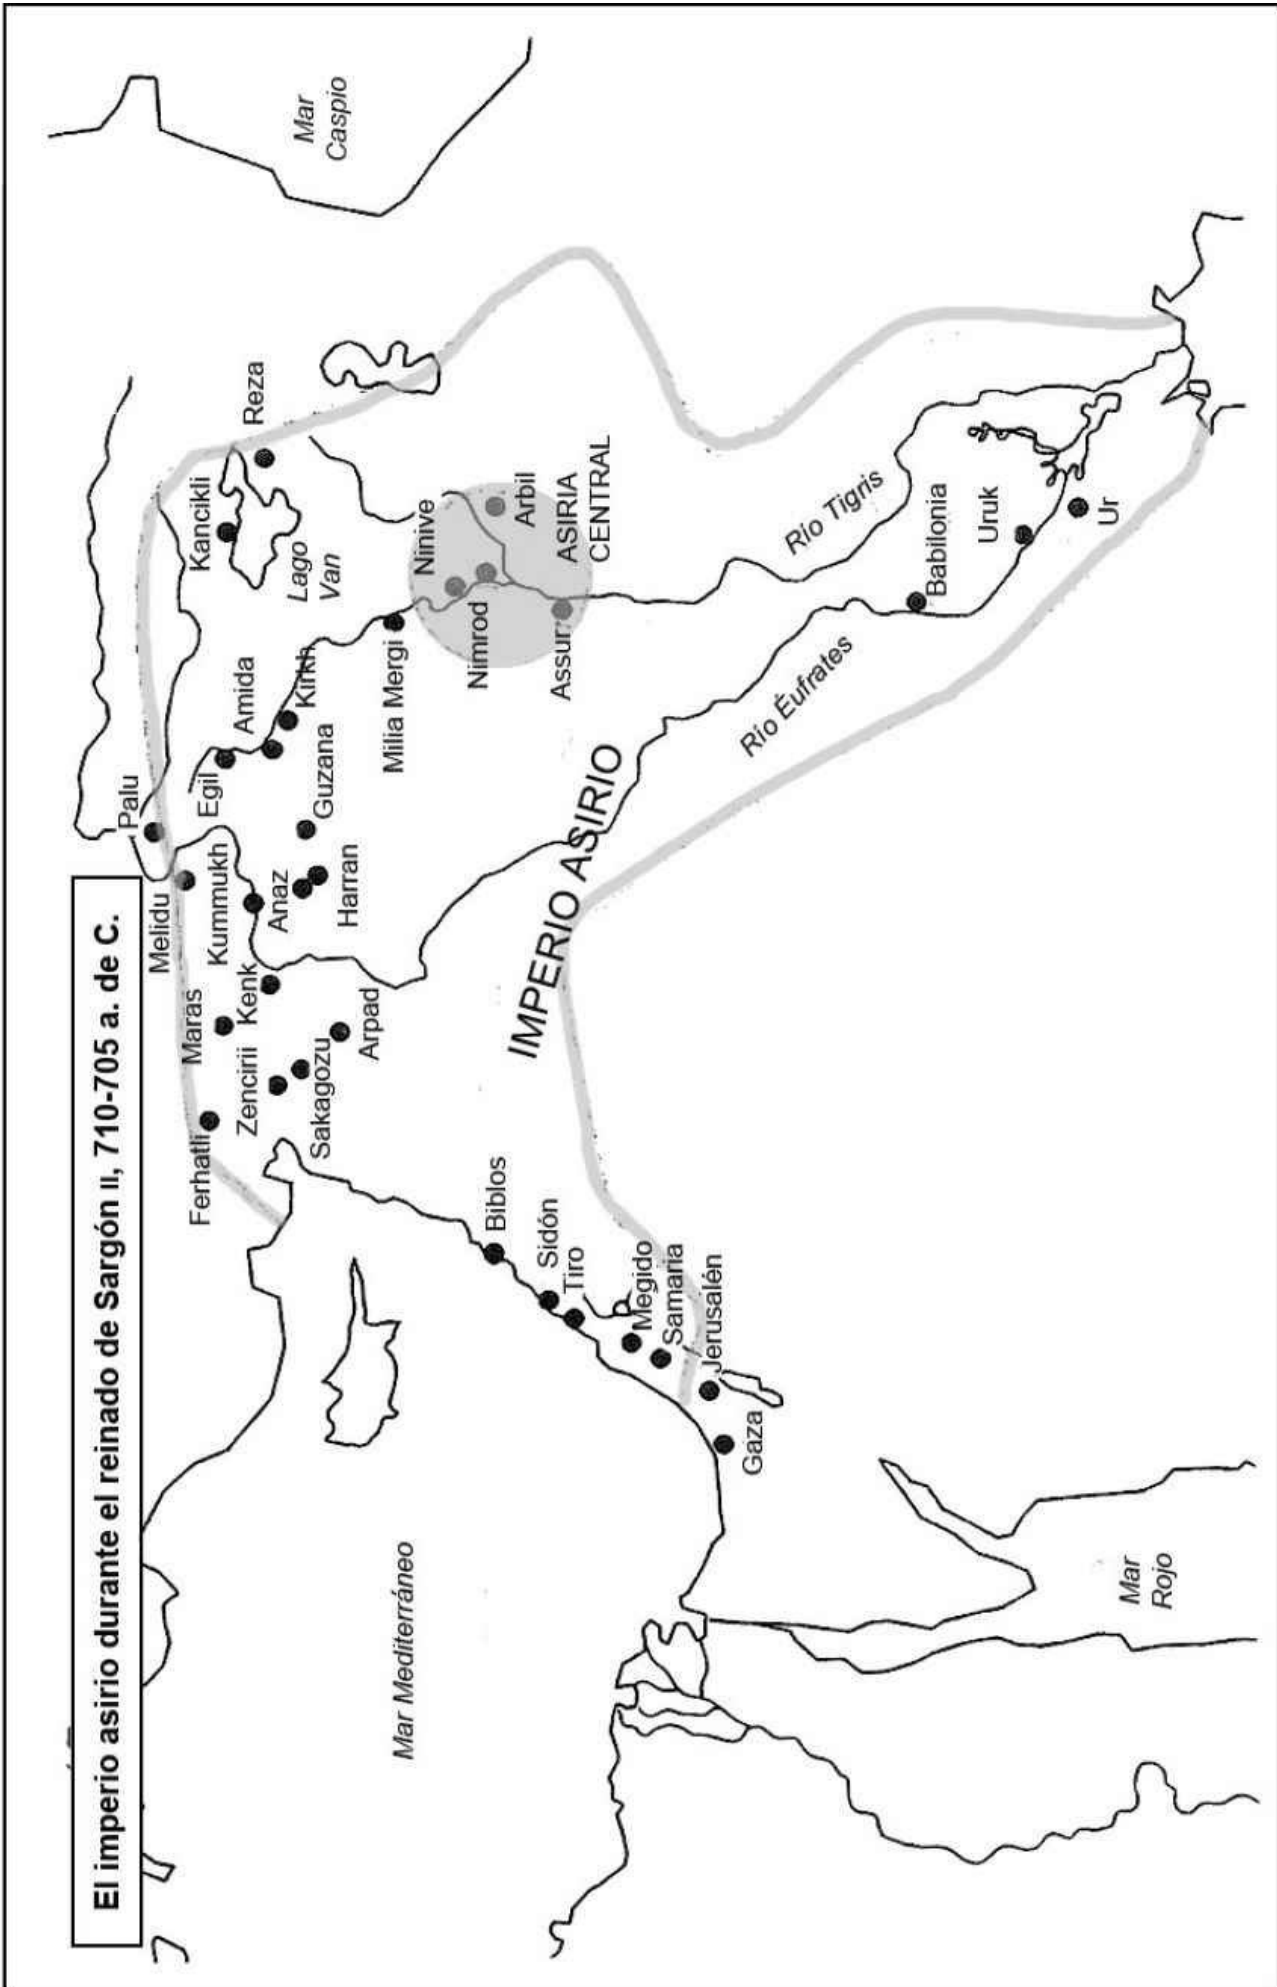 El imperio asirio durante el reinado de Sargón II, 710-705 a. de C.
Mar
Caspio
Palu
Melidu
Egil
Amida
Kancikli
Reza
Lago
Van
Kummukh
Kirkh
Maras
Kenk
Anaz
Guzana
Harran
Ferhatli
Zencirii
Sakagozu
Arpad
Milia Mergi
Ninive
Nimrod
Arbil
Assur
ASIRIA
CENTRAL
Mar Mediterráneo
Biblos
Sidón
Tiro
IMPERIO ASIRIO
Megido
Samaria
Jerusalén
Gaza
Río Tigris
Río Éufrates
Babilonia
Uruk
Ur
Mar
Rojo